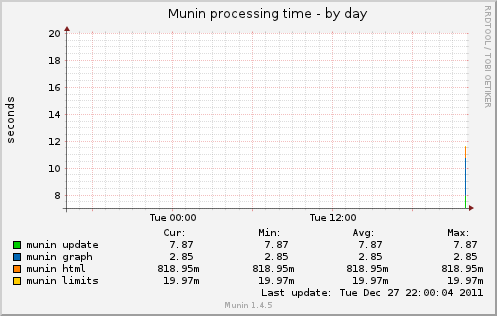 Munin processing time - by day
RRDTOOL / TOBI OETIKER
seconds
20
18
16
14
12
10
8
Tue 00:00 Tue 12:00
Cur: Min: Avg: Max:
munin update 7.87 7.87 7.87 7.87
munin graph 2.85 2.85 2.85 2.85
munin html 818.95m 818.95m 818.95m 818.95m
munin limits 19.97m 19.97m 19.97m 19.97m
Last update: Tue Dec 27 22:00:04 2011
Munin 1.4.5